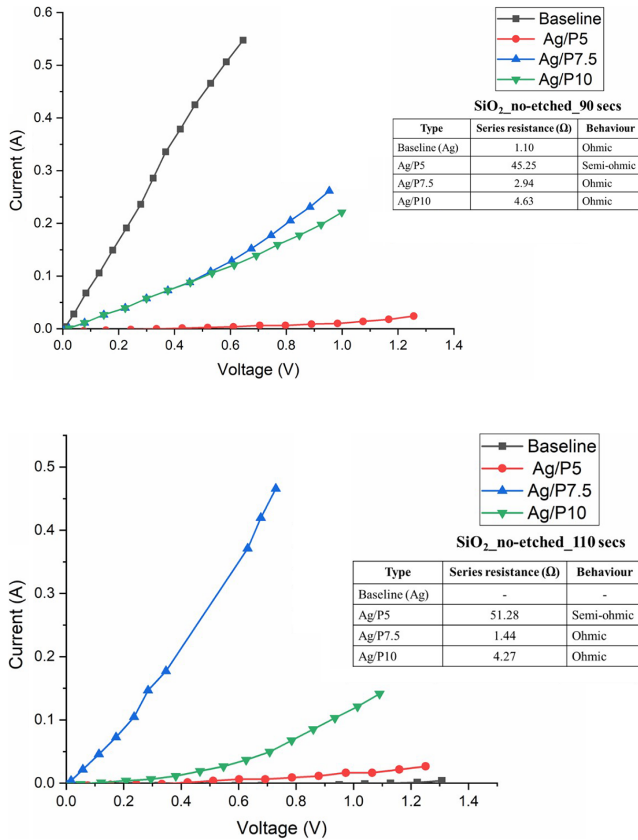 Baseline
Ag/P5
Ag/P7.5
Ag/P10
SiO₂_no-etched_90 secs
Type Series resistance (Ω) Behaviour
Baseline (Ag) 1.10 Ohmic
Ag/P5 45.25 Semi-ohmic
Ag/P7.5 2.94 Ohmic
Ag/P10 4.63 Ohmic
Current (A)
0.6
0.5
0.4
0.3
0.2
0.1
0.0
0.0 0.2 0.4 0.6 0.8 1.0 1.2 1.4
Voltage (V)
Baseline
Ag/P5
Ag/P7.5
Ag/P10
SiO₂_no-etched_110 secs
Type Series resistance (Ω) Behaviour
Baseline (Ag) - -
Ag/P5 51.28 Semi-ohmic
Ag/P7.5 1.44 Ohmic
Ag/P10 4.27 Ohmic
Current (A)
0.5
0.4
0.3
0.2
0.1
0.0
0.0 0.2 0.4 0.6 0.8 1.0 1.2 1.4
Voltage (V)